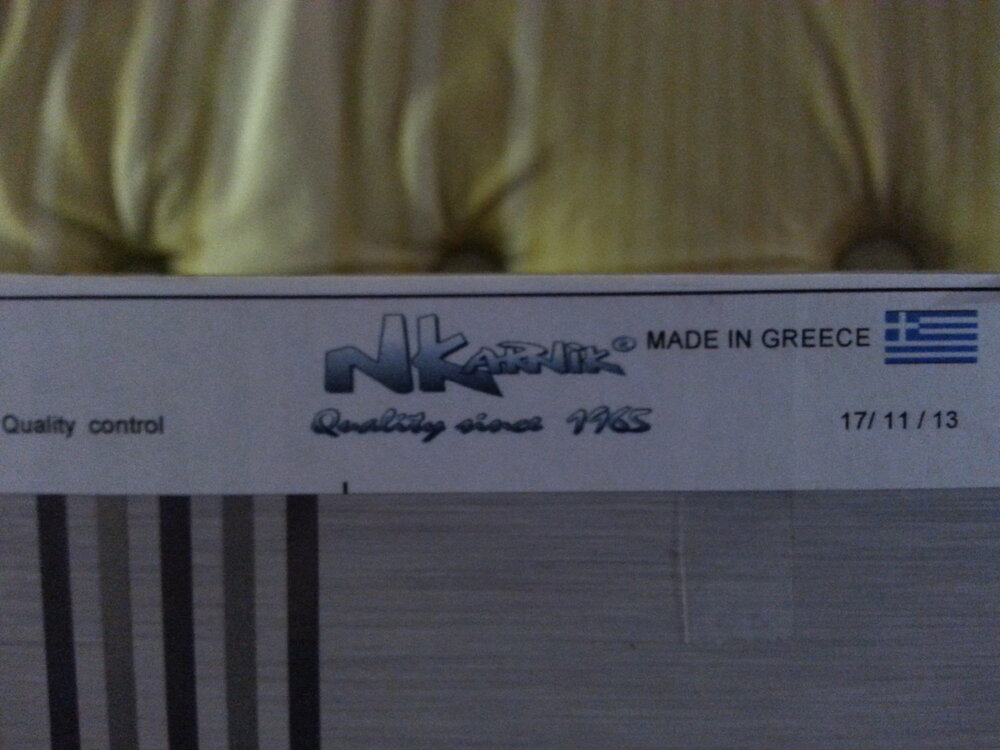 NKarnik® MADE IN GREECE
Quality control Quality since 1965 17/ 11 / 13